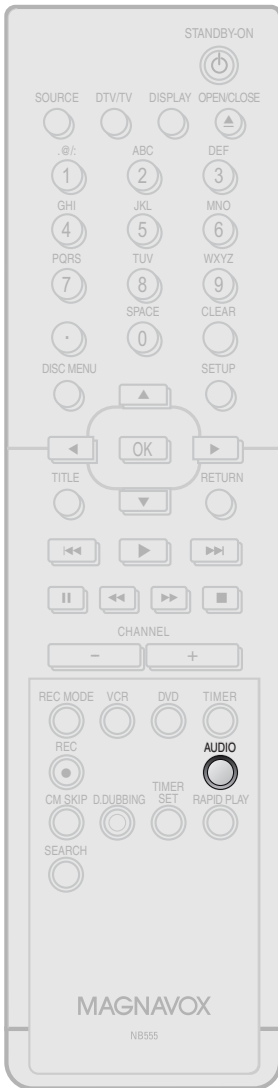 STANDBY-ON
SOURCE DTV/TV DISPLAY OPEN/CLOSE
.@/: ABC DEF
1 2 3
GHI JKL MNO
4 5 6
PQRS TUV WXYZ
7 8 9
SPACE CLEAR
· 0
DISC MENU SETUP
OK
TITLE RETURN
CHANNEL
− +
REC MODE VCR DVD TIMER
REC AUDIO
CM SKIP D.DUBBING TIMER SET RAPID PLAY
SEARCH
MAGNAVOX
NB555